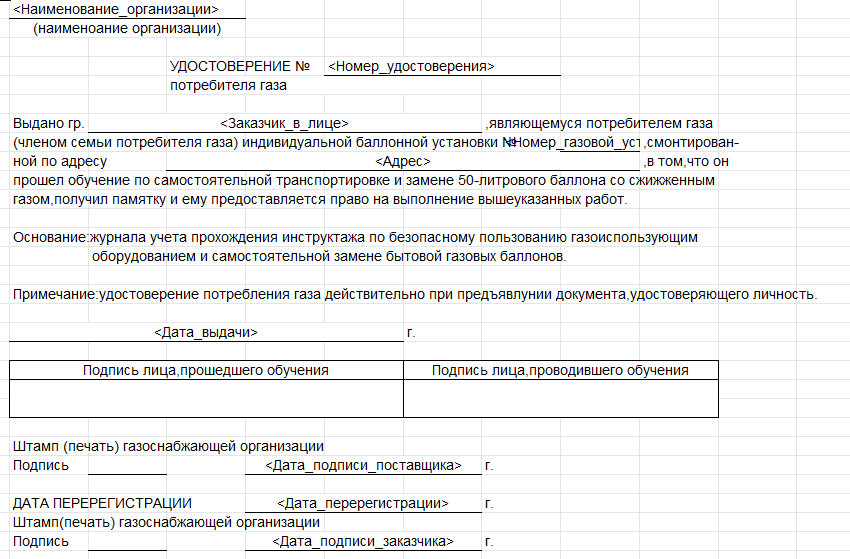 <Наименование_организации>
(наименоание организации)
УДОСТОВЕРЕНИЕ № <Номер_удостоверения>
потребителя газа
Выдано гр. <Заказчик_в_лице> ,являющемуся потребителем газа
(членом семьи потребителя газа) индивидуальной баллонной установки №<Номер_газовой_уст ,смонтирован-
ной по адресу <Адрес> ,в том,что он
прошел обучение по самостоятельной транспортировке и замене 50-литрового баллона со сжиженным
газом,получил памятку и ему предоставляется право на выполнение вышеуказанных работ.
Основание:журнала учета прохождения инструктажа по безопасному пользованию газоиспользующим
оборудованием и самостоятельной замене бытовой газовых баллонов.
Примечание:удостоверение потребления газа действительно при предъявлунии документа,удостоверяющего личность.
<Дата_выдачи> г.
Подпись лица,прошедшего обучения Подпись лица,проводившего обучения
Штамп (печать) газоснабжающей организации
Подпись <Дата_подписи_поставщика> г.
ДАТА ПЕРЕРЕГИСТРАЦИИ <Дата_перерегистрации> г.
Штамп(печать) газоснабжающей организации
Подпись <Дата_подписи_заказчика> г.